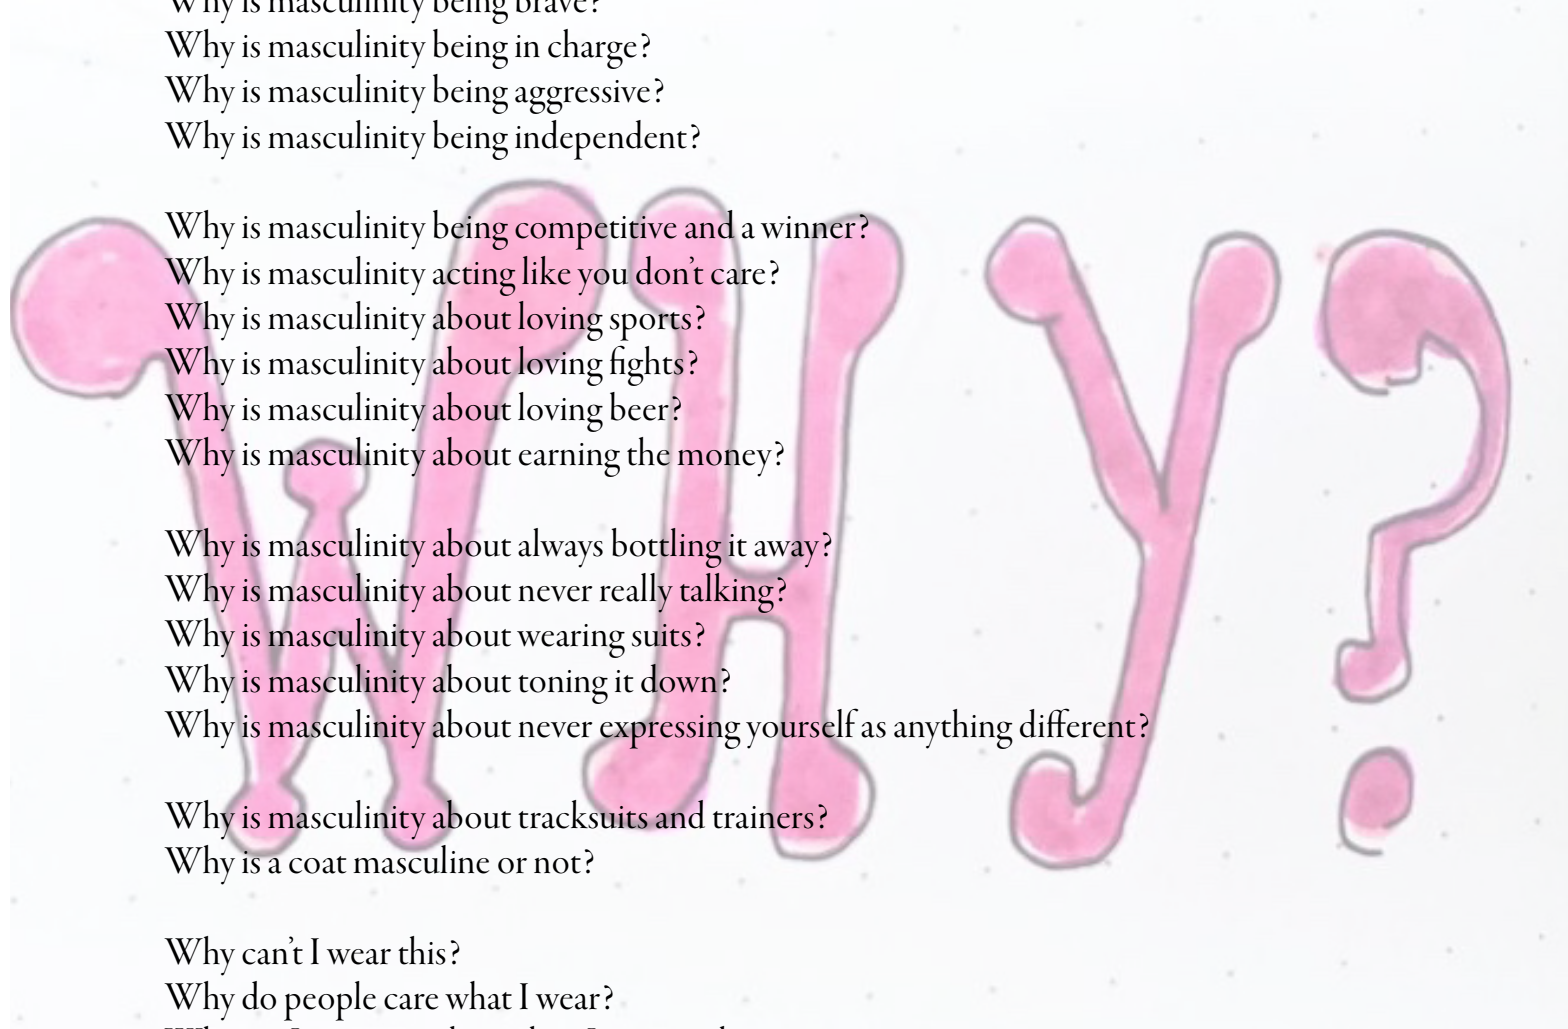 Why is masculinity being brave?
Why is masculinity being in charge?
Why is masculinity being aggressive?
Why is masculinity being independent?
Why is masculinity being competitive and a winner?
Why is masculinity acting like you don’t care?
Why is masculinity about loving sports?
Why is masculinity about loving fights?
Why is masculinity about loving beer?
Why is masculinity about earning the money?
Why is masculinity about always bottling it away?
Why is masculinity about never really talking?
Why is masculinity about wearing suits?
Why is masculinity about toning it down?
Why is masculinity about never expressing yourself as anything different?
Why is masculinity about tracksuits and trainers?
Why is a coat masculine or not?
Why can’t I wear this?
Why do people care what I wear?
WHY?